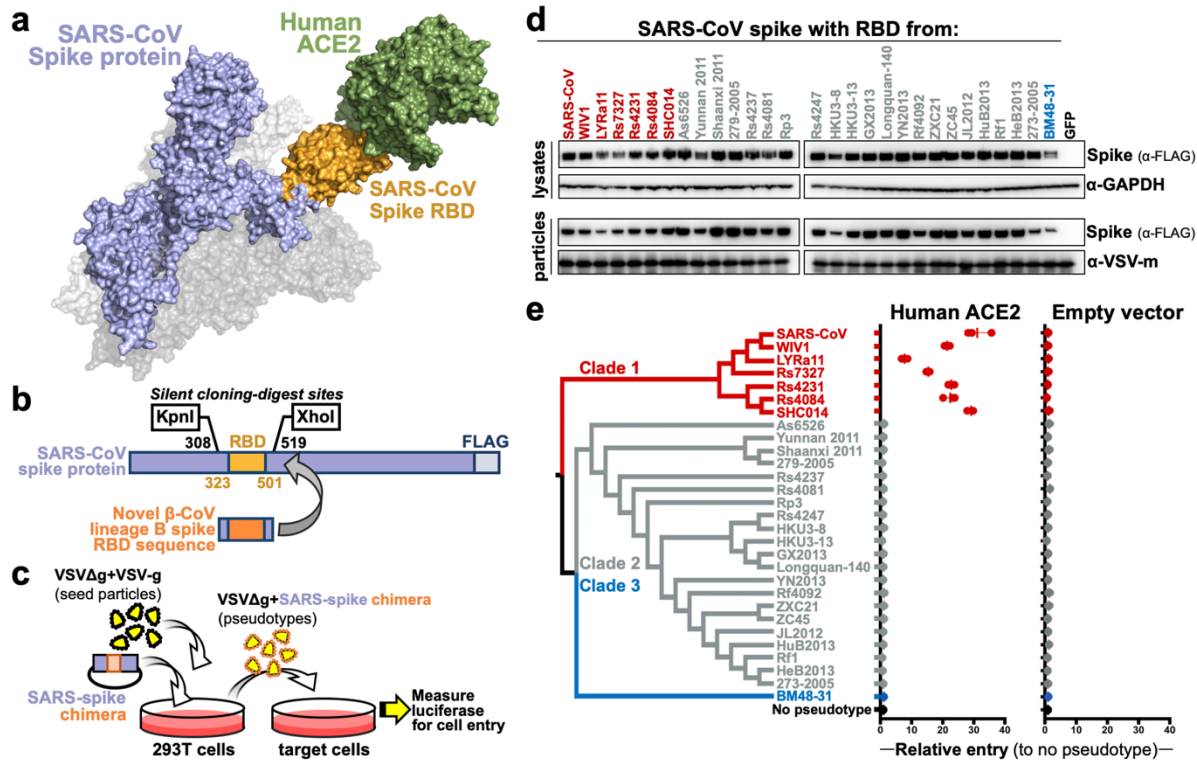 a
SARS-CoV
Spike protein
Human
ACE2
SARS-CoV
Spike RBD
b
Silent cloning-digest sites
KpnI
XhoI
308
RBD
519
FLAG
SARS-CoV
spike protein
323
501
Novel β-CoV
lineage B spike
RBD sequence
c
VSVΔg+VSV-g
(seed particles)
VSVΔg+SARS-spike chimera
(pseudotypes)
SARS-spike
chimera
293T cells
target cells
Measure
luciferase
for cell entry
d
SARS-CoV spike with RBD from:
SARS-CoV
WIV1
LYRa11
Rs7327
Rs4231
Rs4084
SHC014
As6526
Yunnan 2011
Shaanxi 2011
279-2005
Rs4237
Rs4081
Rp3
Rs4247
HKU3-8
HKU3-13
GX2013
Longquan-140
YN2013
Rf4092
ZXC21
ZC45
JL2012
HuB2013
Rf1
HeB2013
273-2005
BM48-31
GFP
lysates
Spike (α-FLAG)
α-GAPDH
particles
Spike (α-FLAG)
α-VSV-m
e
Human ACE2
Empty vector
Clade 1
Clade 2
Clade 3
SARS-CoV
WIV1
LYRa11
Rs7327
Rs4231
Rs4084
SHC014
As6526
Yunnan 2011
Shaanxi 2011
279-2005
Rs4237
Rs4081
Rp3
Rs4247
HKU3-8
HKU3-13
GX2013
Longquan-140
YN2013
Rf4092
ZXC21
ZC45
JL2012
HuB2013
Rf1
HeB2013
273-2005
BM48-31
No pseudotype
0 10 20 30 40
0 10 20 30 40
Relative entry (to no pseudotype)